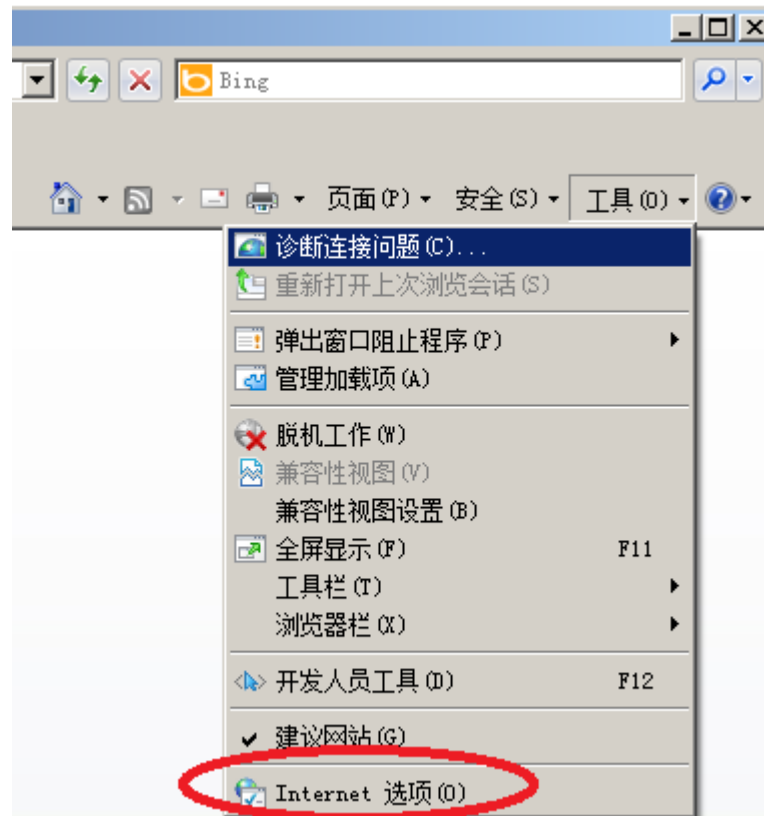 Bing
页面(P) 安全(S) 工具(O)
诊断连接问题(C)...
重新打开上次浏览会话(S)
弹出窗口阻止程序(P)
管理加载项(A)
脱机工作(W)
兼容性视图(V)
兼容性视图设置(B)
全屏显示(F) F11
工具栏(T)
浏览器栏(X)
开发人员工具(D) F12
建议网站(G)
Internet 选项(O)